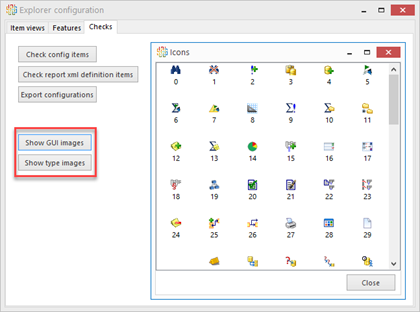 Explorer configuration
Item views
Features
Checks
Check config items
Check report xml definition items
Export configurations
Show GUI images
Show type images
Icons
0 1 2 3 4 5
6 7 8 9 10 11
12 13 14 15 16 17
18 19 20 21 22 23
24 25 26 27 28 29
Close